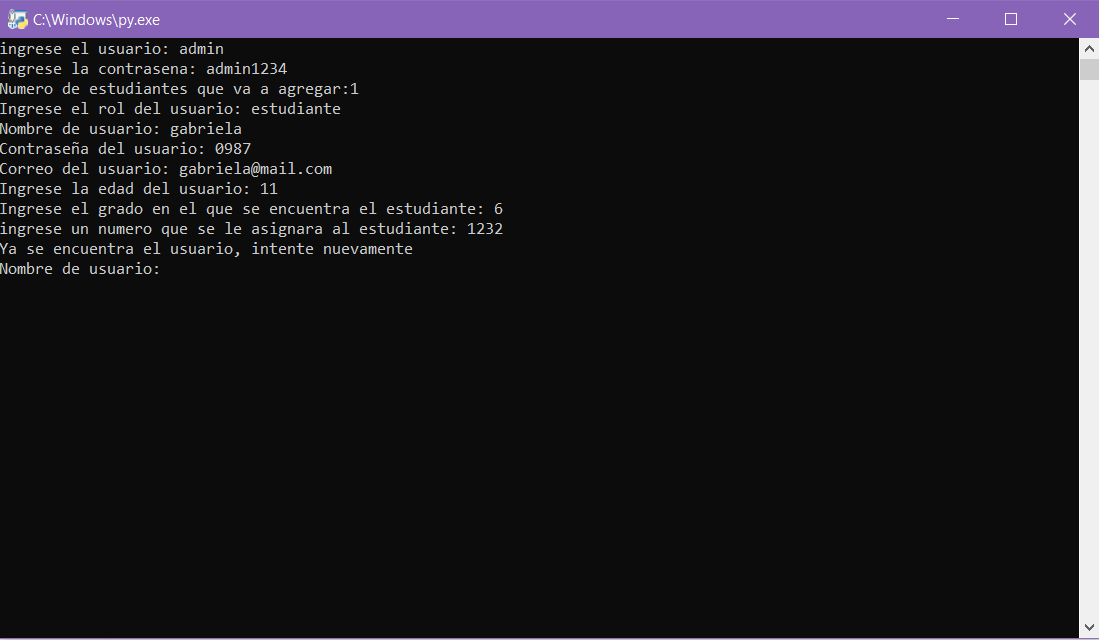 C:\Windows\py.exe
ingrese el usuario: admin
ingrese la contrasena: admin1234
Numero de estudiantes que va a agregar:1
Ingrese el rol del usuario: estudiante
Nombre de usuario: gabriela
Contraseña del usuario: 0987
Correo del usuario: gabriela@mail.com
Ingrese la edad del usuario: 11
Ingrese el grado en el que se encuentra el estudiante: 6
ingrese un numero que se le asignara al estudiante: 1232
Ya se encuentra el usuario, intente nuevamente
Nombre de usuario: